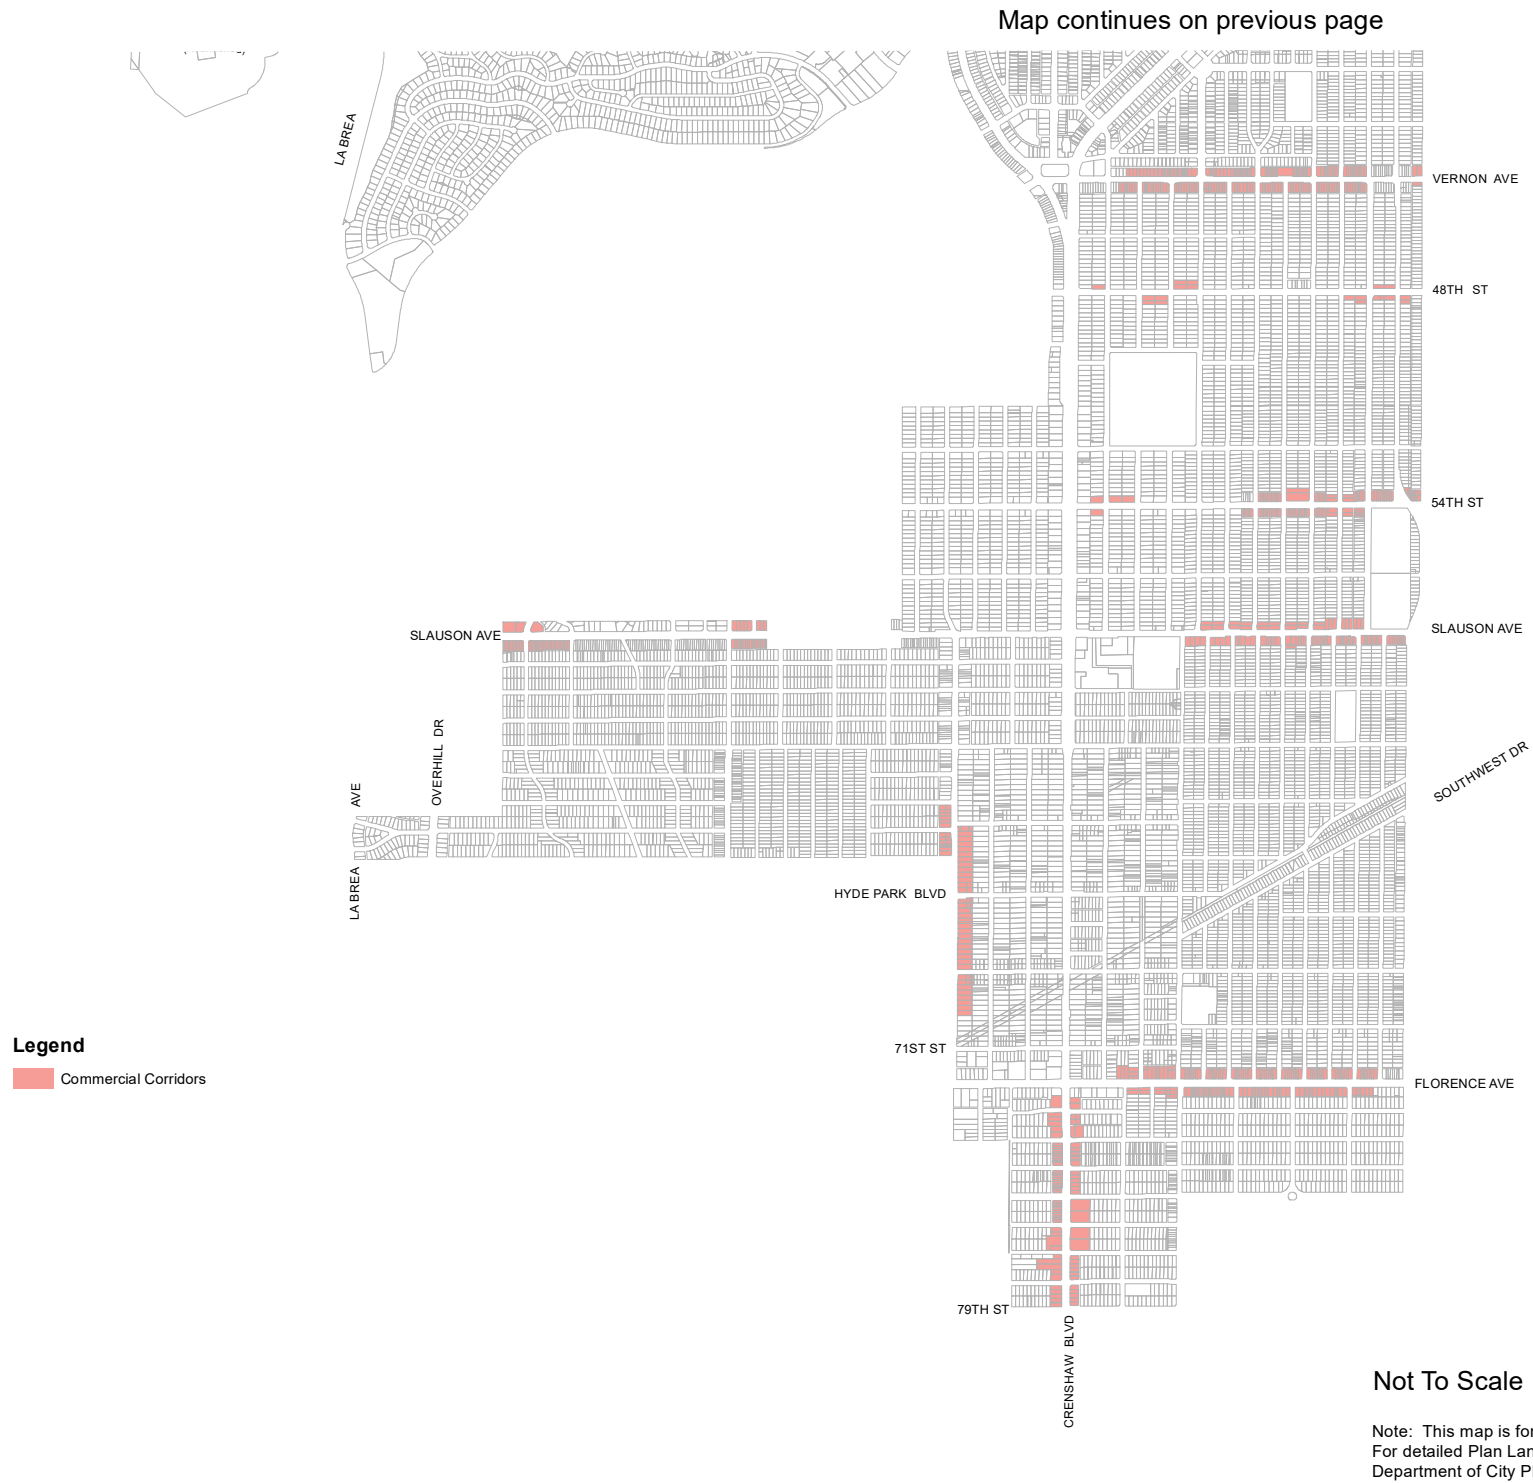 Map continues on previous page
LA BREA
VERNON AVE
48TH ST
54TH ST
SLAUSON AVE
SLAUSON AVE
OVERHILL DR
SOUTHWEST DR
AVE
LA BREA
HYDE PARK BLVD
71ST ST
Legend
Commercial Corridors
FLORENCE AVE
79TH ST
CRENSHAW BLVD
Not To Scale
Note: This map is for
For detailed Plan Lan
Department of City P